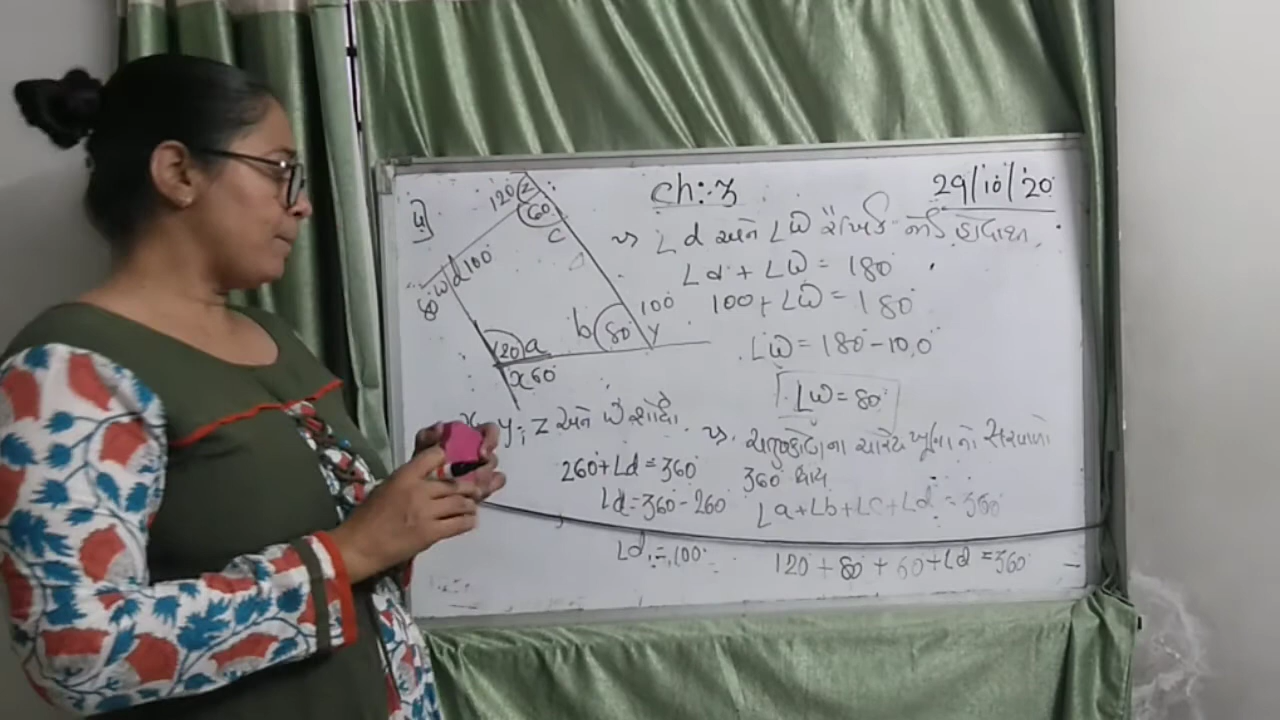 Ch: 3
29/10/20
120° z
60°
c
d 100°
w
80°
100°
b 80° y
120° a
x 60°
∠d અને ∠w રૈખિક જોડ
∠d + ∠w = 180°
100° + ∠w = 180°
∠w = 180° - 100°
∠w = 80°
y, z અને w શોધો.
ચતુષ્કોણના ચારેય ખૂણાનો સરવાળો
360° થાય
260° + ∠d = 360°
∠d = 360° - 260°
∠d = 100°
∠a + ∠b + ∠c + ∠d = 360°
120° + 80° + 60° + ∠d = 360°